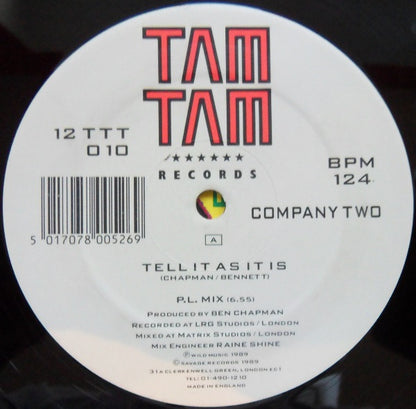 TAM
TAM
★★★★★★
RECORDS
12 TTT
010
BPM
124
COMPANY TWO
5 017078 005269
A
TELL IT AS IT IS
(CHAPMAN/BENNETT)
P.L. MIX (6.55)
PRODUCED BY BEN CHAPMAN
RECORDED AT LRG STUDIOS / LONDON
MIXED AT MATRIX STUDIOS / LONDON
MIX ENGINEER RAINE SHINE
℗ WILD MUSIC 1989
© SAVAGE RECORDS 1989
31A CLERKENWELL GREEN, LONDON EC1
TEL: 01-490-1210
MADE IN ENGLAND